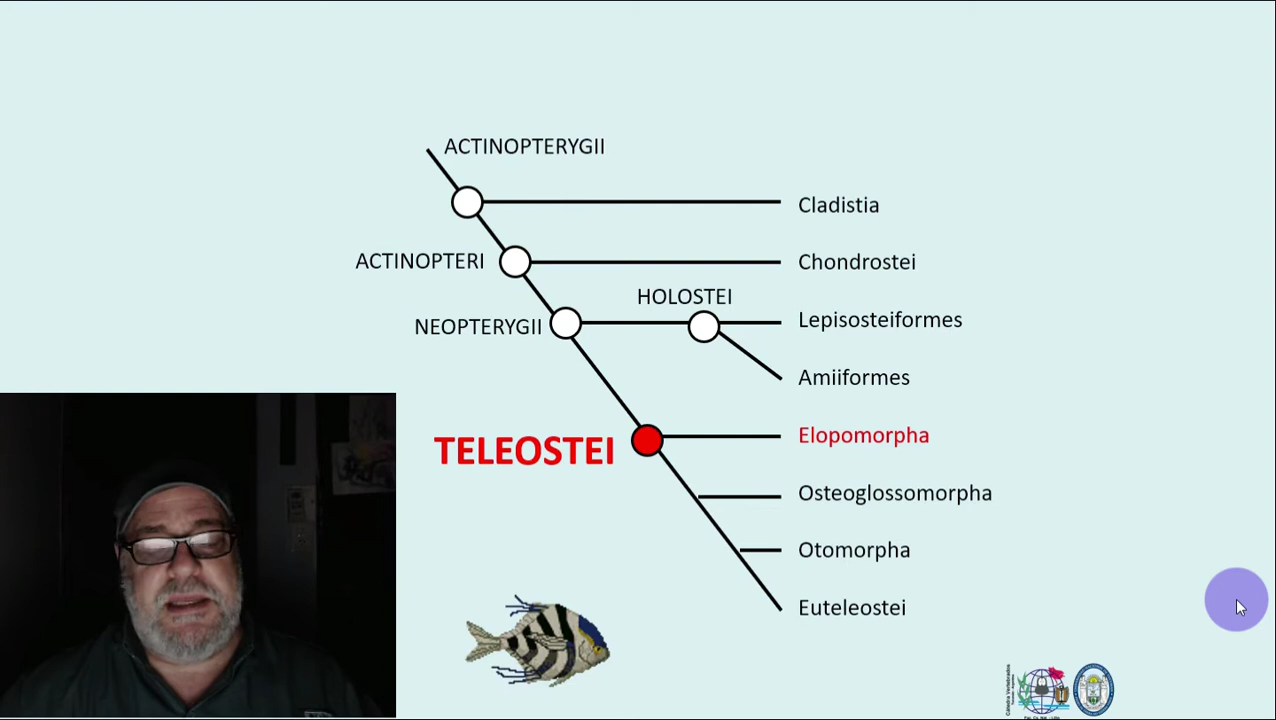 ACTINOPTERYGII
Cladistia
ACTINOPTERI
Chondrostei
HOLOSTEI
NEOPTERYGII
Lepisosteiformes
Amiiformes
TELEOSTEI
Elopomorpha
Osteoglossomorpha
Otomorpha
Euteleostei